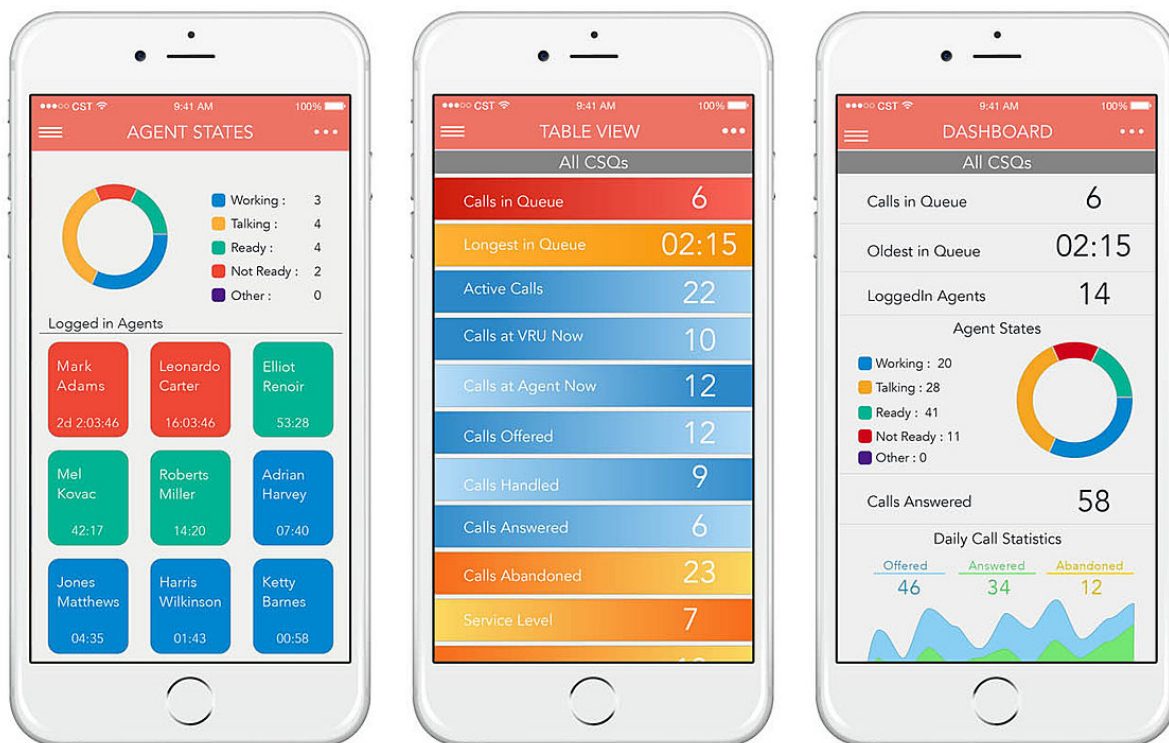 ●●●○○ CST 9:41 AM 100%
AGENT STATES
Working : 3
Talking : 4
Ready : 4
Not Ready : 2
Other : 0
Logged in Agents
Mark
Adams
2d 2:03:46
Leonardo
Carter
16:03:46
Elliot
Renoir
53:28
Mel
Kovac
42:17
Roberts
Miller
14:20
Adrian
Harvey
07:40
Jones
Matthews
04:35
Harris
Wilkinson
01:43
Ketty
Barnes
00:58
●●●○○ CST 9:41 AM 100%
TABLE VIEW
All CSQs
Calls in Queue 6
Longest in Queue 02:15
Active Calls 22
Calls at VRU Now 10
Calls at Agent Now 12
Calls Offered 12
Calls Handled 9
Calls Answered 6
Calls Abandoned 23
Service Level 7
●●●○○ CST 9:41 AM 100%
DASHBOARD
All CSQs
Calls in Queue 6
Oldest in Queue 02:15
LoggedIn Agents 14
Agent States
Working : 20
Talking : 28
Ready : 41
Not Ready : 11
Other : 0
Calls Answered 58
Daily Call Statistics
Offered Answered Abandoned
46 34 12